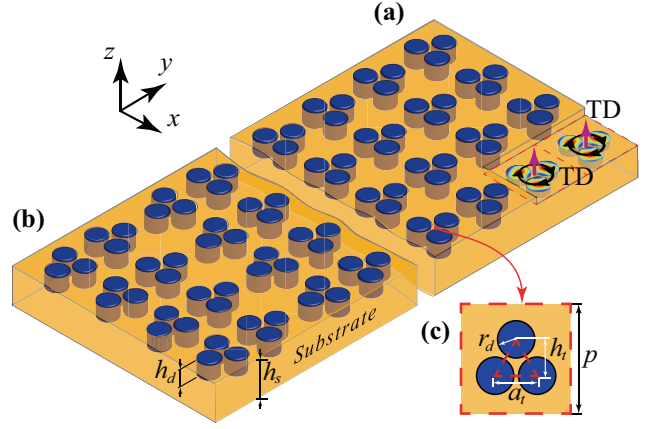 (a)
z
y
x
TD
TD
(b)
Substrate
h_d
h_s
(c)
r_d
h_t
p
a_t